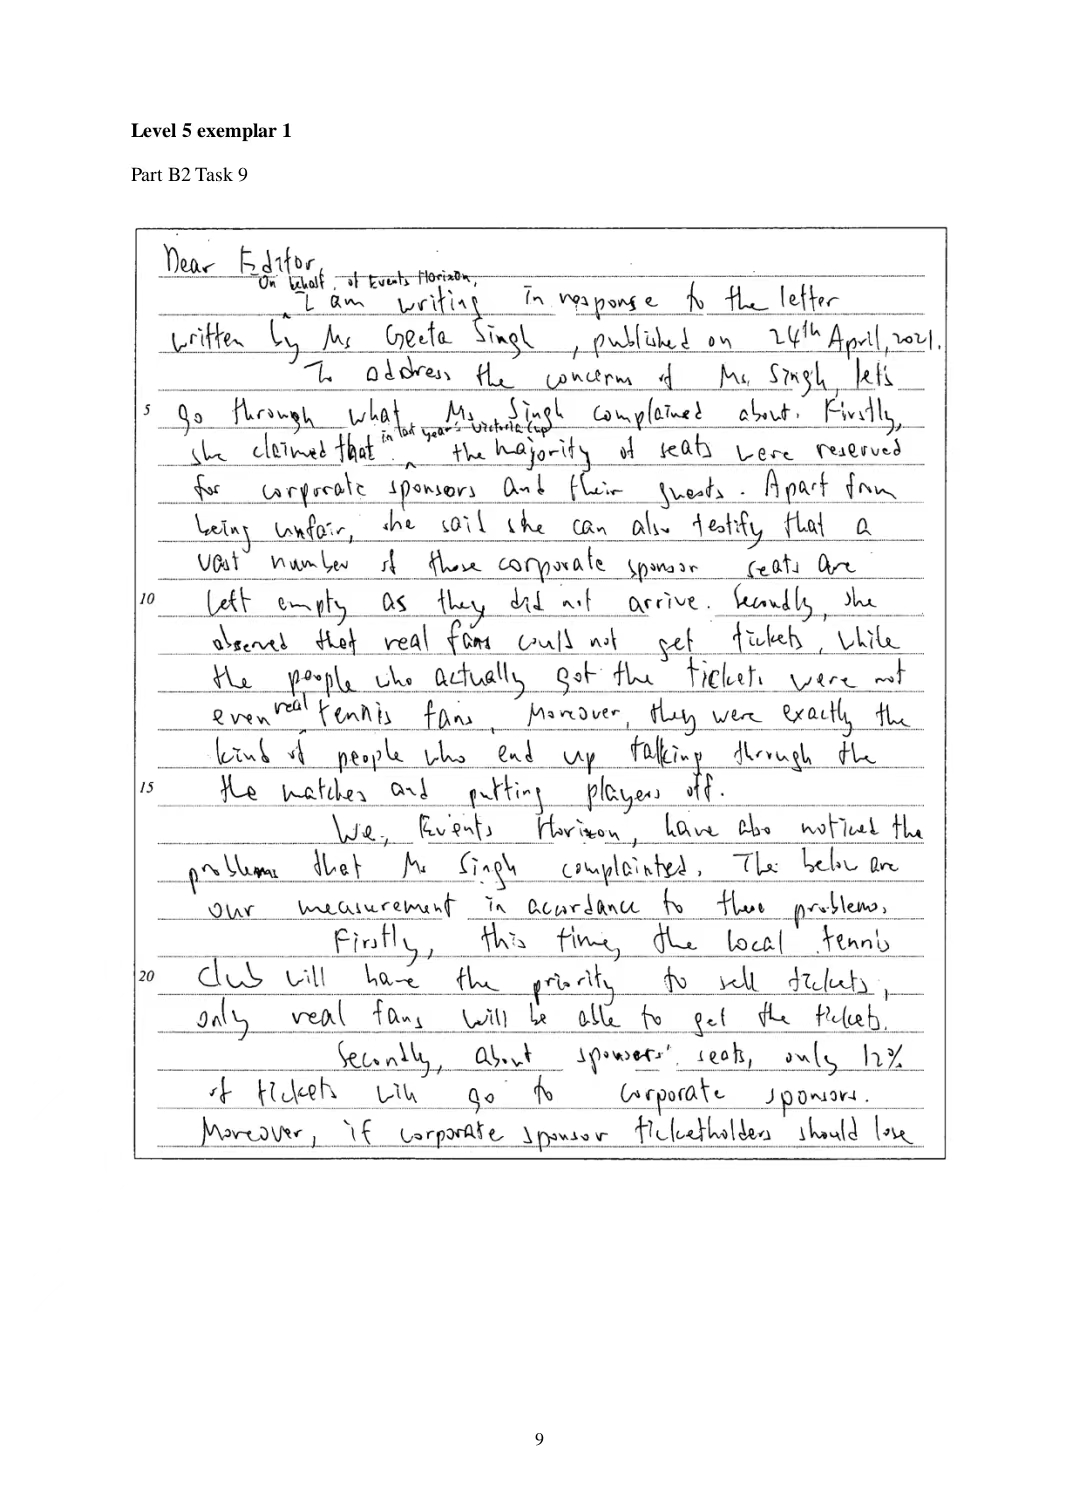 Level 5 exemplar 1
Part B2 Task 9
Dear Editor,
On behalf of Events Horizon,
I am writing in response to the letter
written by Ms Geeta Singh, published on 24th April, 2021.
To address the concerns of Ms. Singh, let's
5 go through what Ms Singh complained about. Firstly,
in last year's Victoria Cup
she claimed that ^ the majority of seats were reserved
for corporate sponsors and their guests. Apart from
being unfair, she said she can also testify that a
vast number of those corporate sponsor seats are
10 left empty as they did not arrive. Secondly, she
observed that real fans could not get tickets, while
the people who actually got the tickets were not
even real tennis fans. Moreover, they were exactly the
kind of people who end up talking through the
15 the matches and putting players off.
We, Events Horizon, have also noticed the
problems that Ms Singh complainted. The below are
our measurement in accordance to these problems.
Firstly, this time, the local tennis
20 club will have the priority to sell tickets,
only real fans will be able to get the tickets.
Secondly, about sponsors' seats, only 12%
of tickets will go to corporate sponsors.
Moreover, if corporate sponsor ticketholders should lose
9